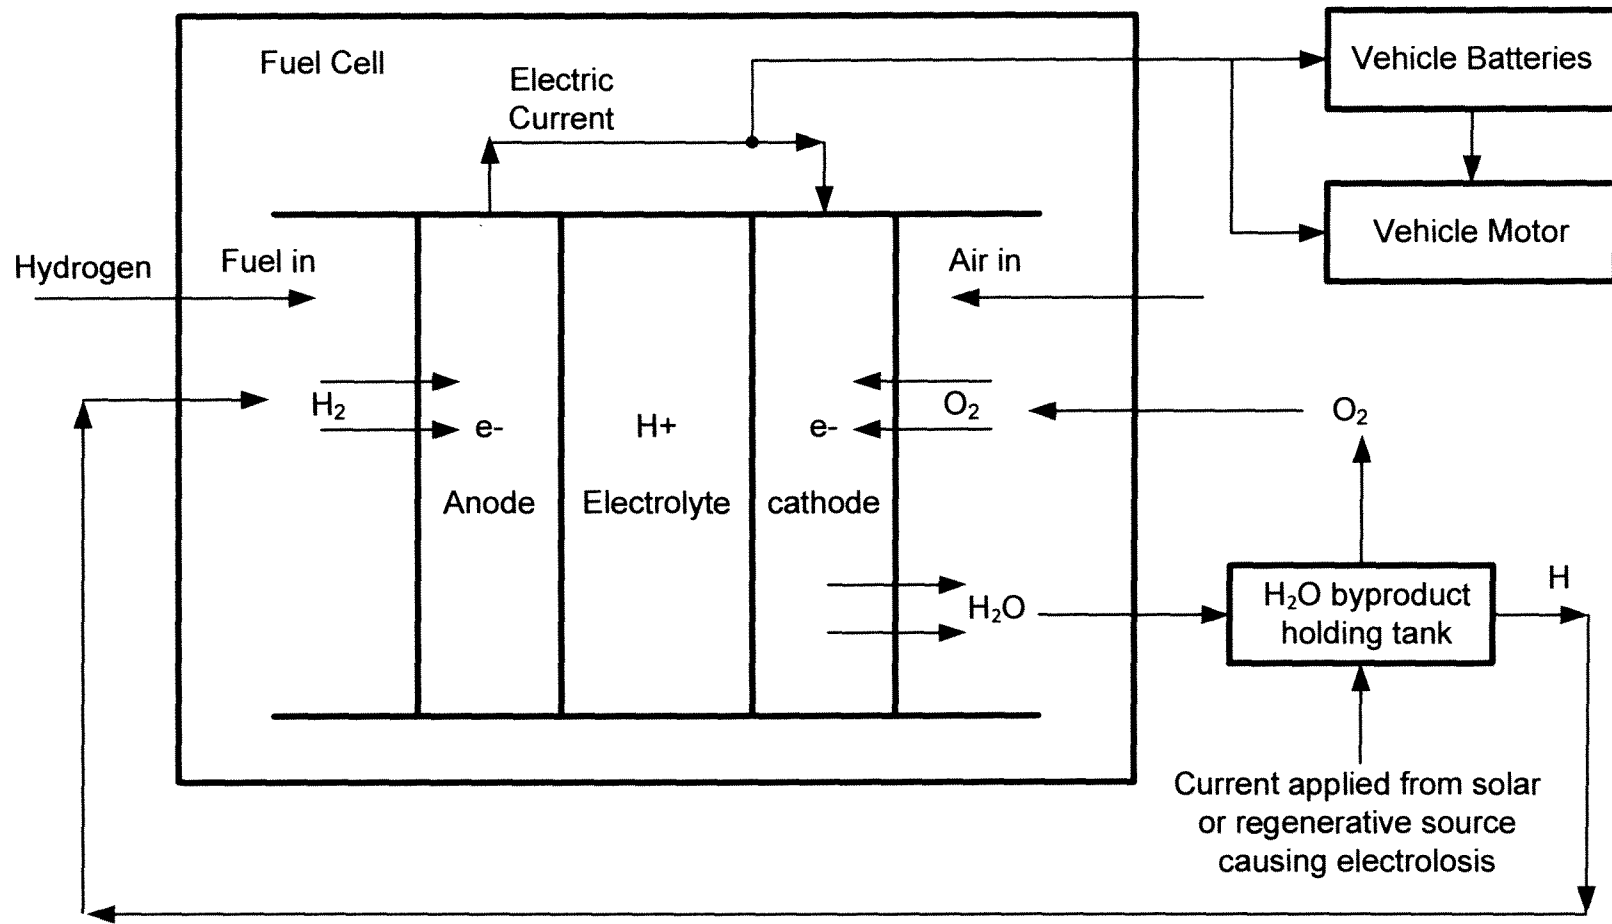 Fuel Cell
Electric
Current
Vehicle Batteries
Vehicle Motor
Hydrogen
Fuel in
Air in
H₂
e-
H+
e-
O₂
O₂
Anode
Electrolyte
cathode
H₂O
H₂O byproduct
holding tank
H
Current applied from solar
or regenerative source
causing electrolosis